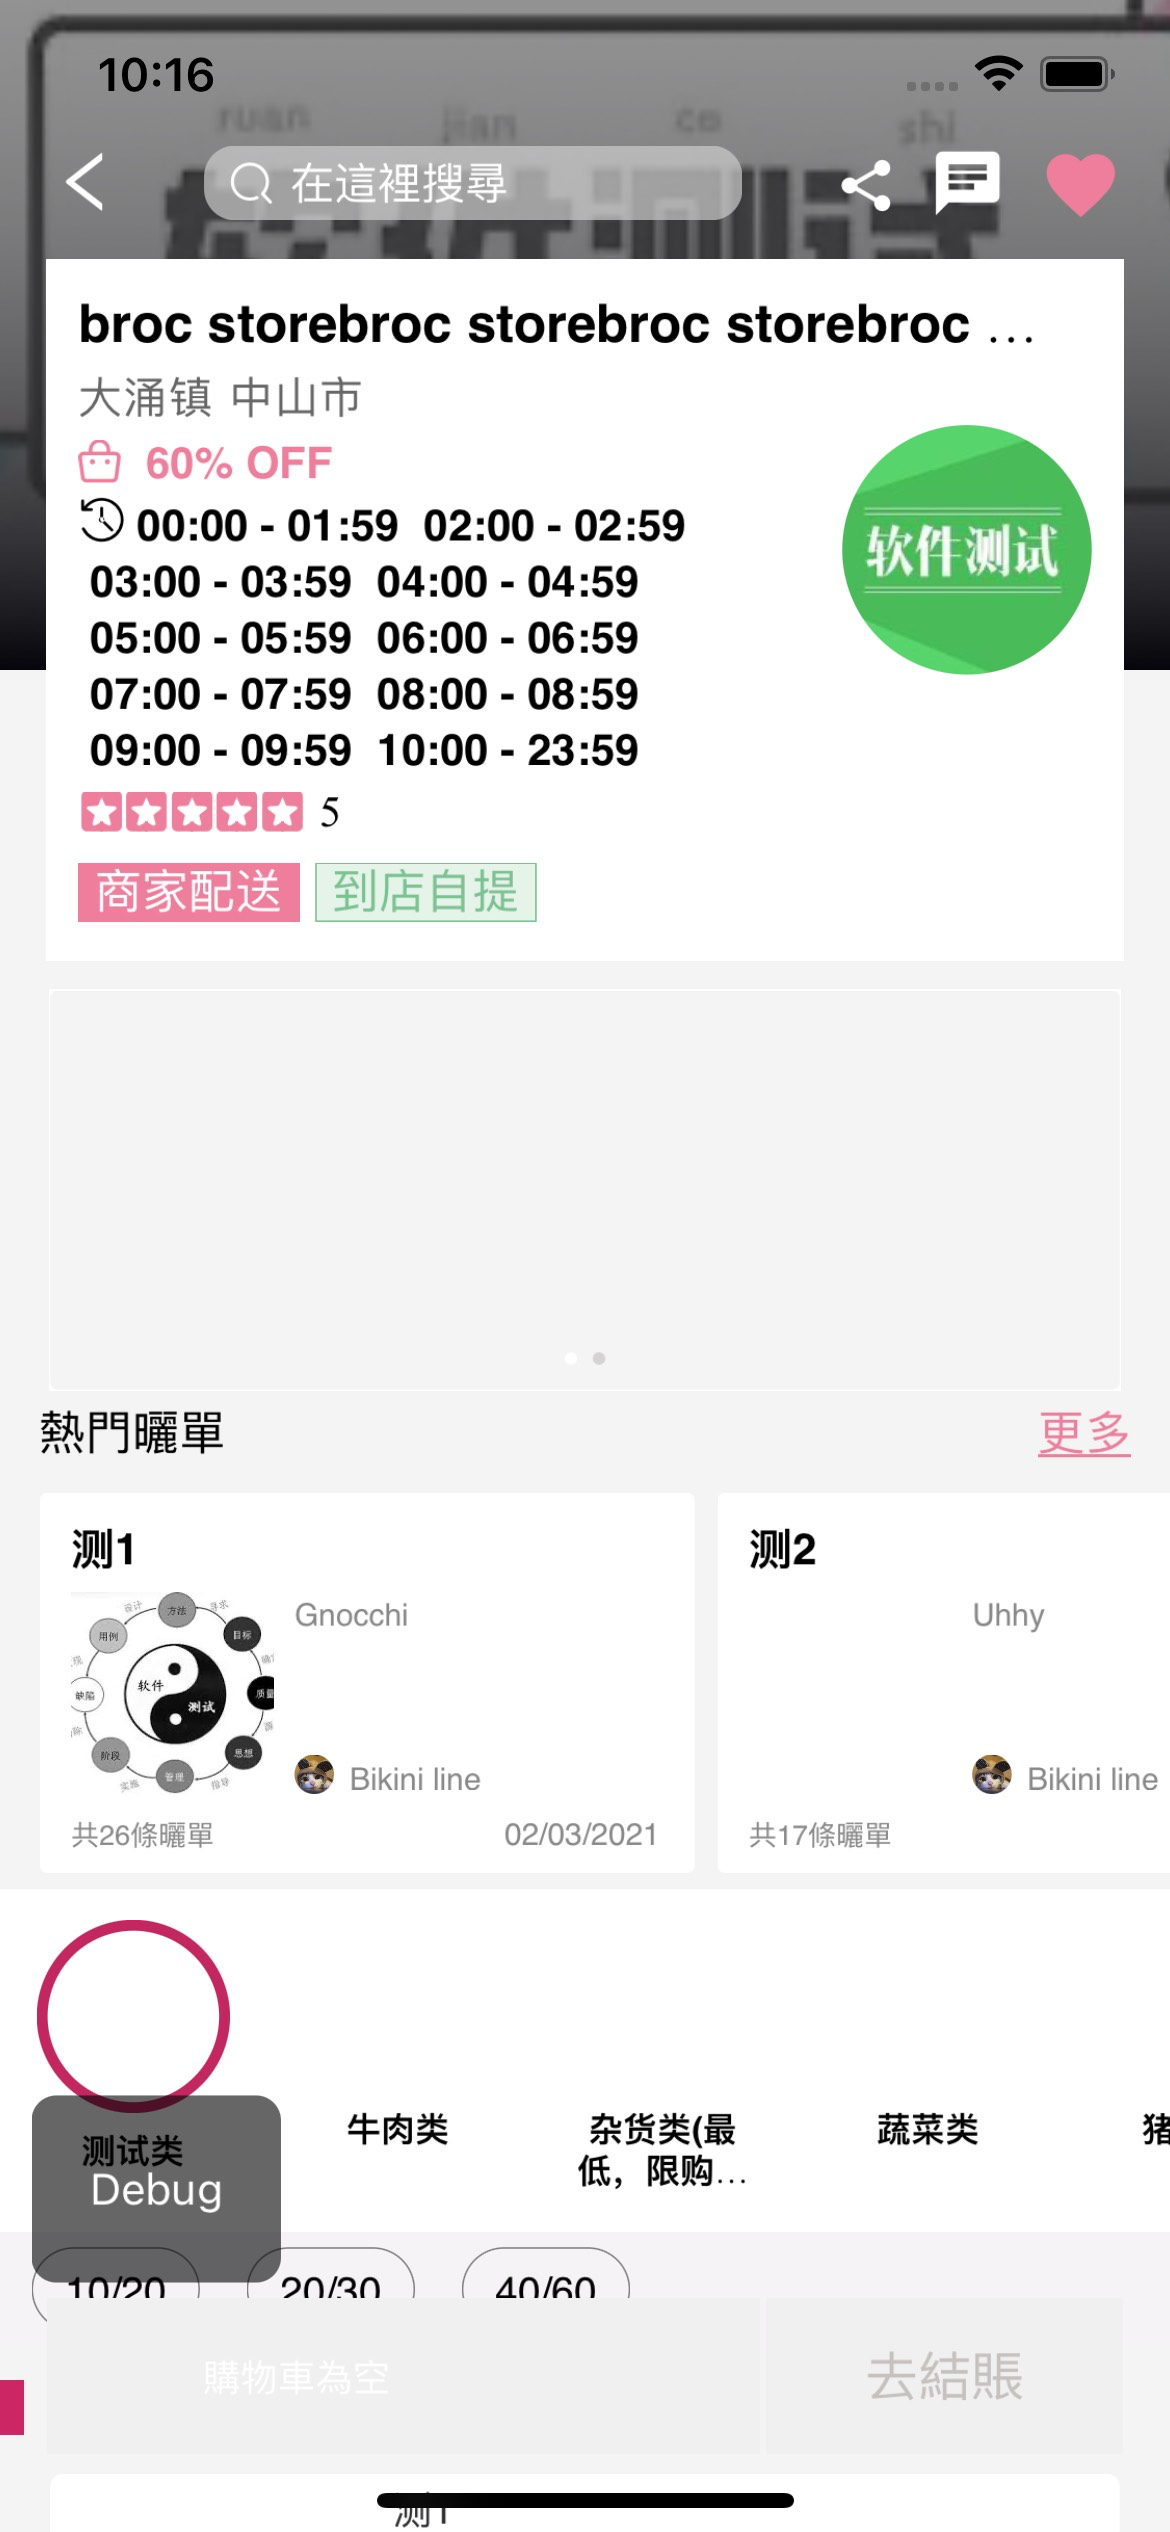 10:16
ruan jian ce shi
在這裡搜尋
broc storebroc storebroc storebroc ...
大涌镇 中山市
60% OFF
00:00 - 01:59 02:00 - 02:59
03:00 - 03:59 04:00 - 04:59
05:00 - 05:59 06:00 - 06:59
07:00 - 07:59 08:00 - 08:59
09:00 - 09:59 10:00 - 23:59
软件测试
5
商家配送 到店自提
熱門曬單 更多
测1
设计 方法 寻求
用例 目标
软件
缺陷 质量
测试
阶段 思想
实施 管理 指导
Gnocchi
Bikini line
共26條曬單 02/03/2021
测2
Uhhy
Bikini line
共17條曬單
测试类
牛肉类
杂货类(最
低，限购...
蔬菜类
猪
Debug
10/20 20/30 40/60
購物車為空
去結賬
测1